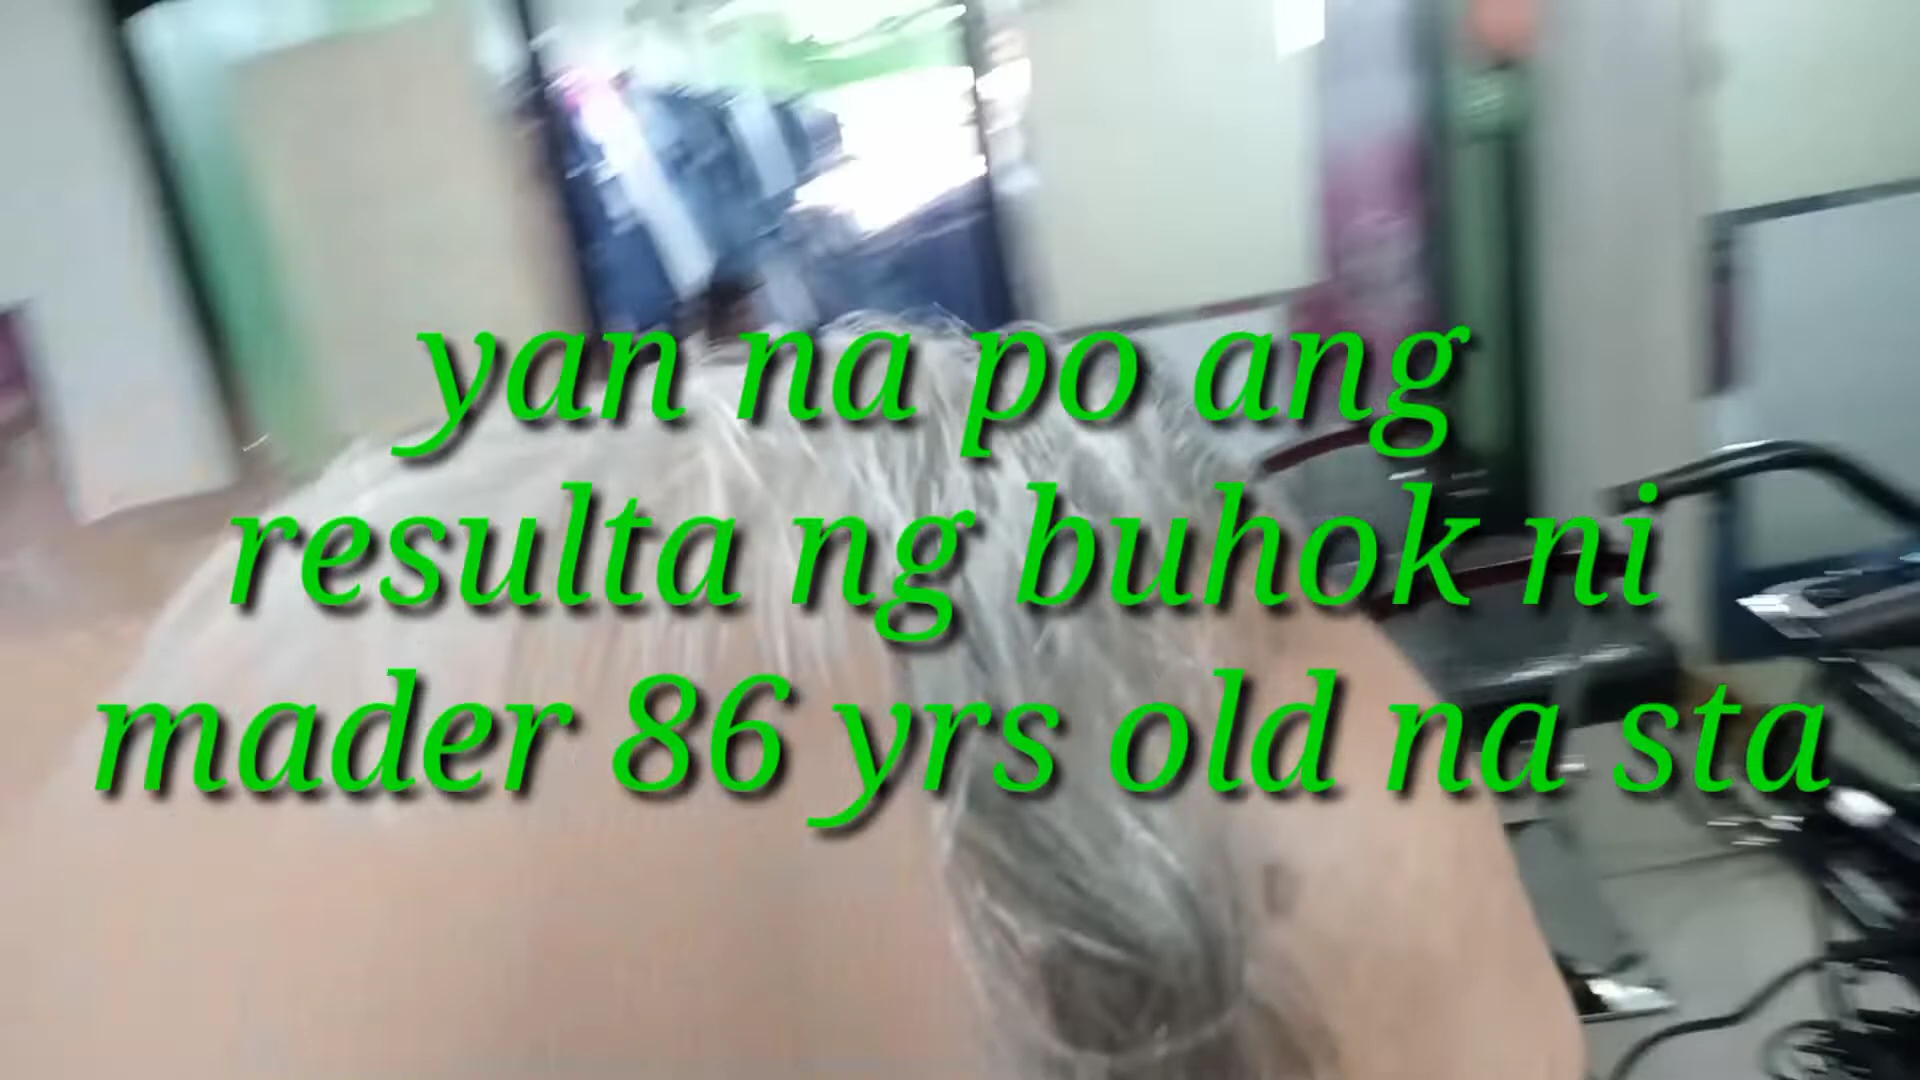 yan na po ang
resulta ng buhok ni
mader 86 yrs old na sta